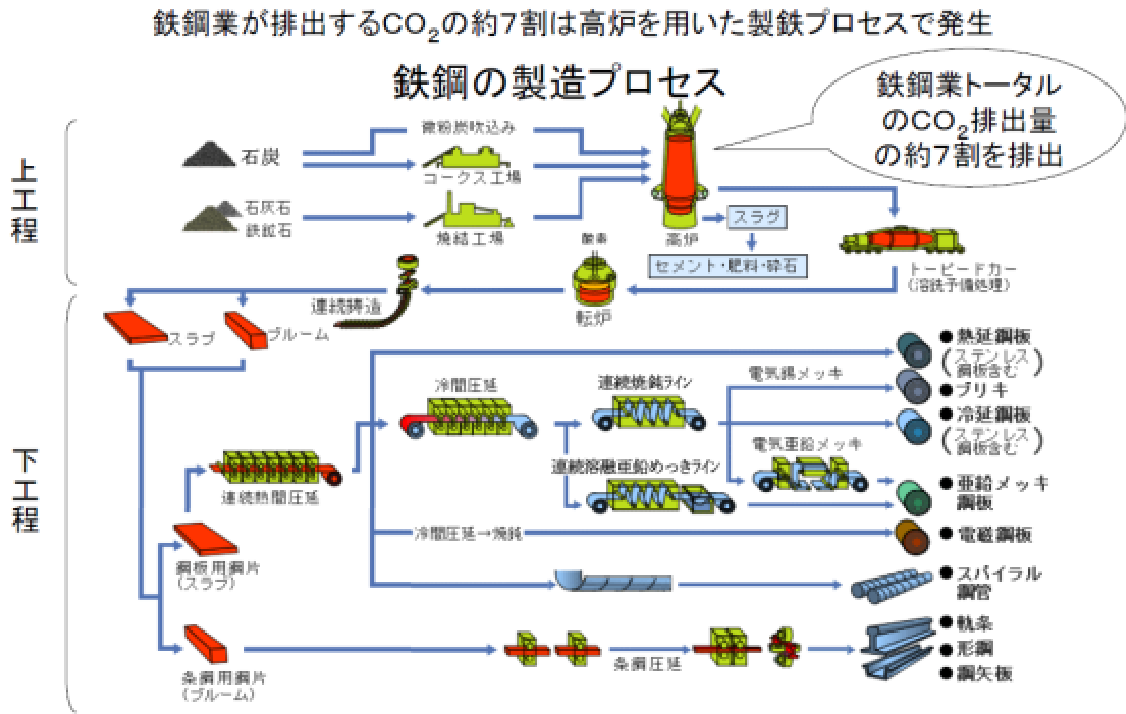 鉄鋼業が排出するCO₂の約7割は高炉を用いた製鉄プロセスで発生
鉄鋼の製造プロセス
鉄鋼業トータル
のCO₂排出量
の約7割を排出
上工程
石炭
微粉炭吹込み
コークス工場
石灰石
鉄鉱石
焼結工場
高炉
スラグ
セメント・肥料・砕石
トーピードカー
(溶銑予備処理)
酸素
転炉
連続鋳造
スラブ
ブルーム
下工程
冷間圧延
連続焼鈍ライン
電気錫メッキ
連続溶融亜鉛めっきライン
電気亜鉛メッキ
連続熱間圧延
鋼板用鋼片
(スラブ)
冷間圧延→焼鈍
条鋼用鋼片
(ブルーム)
条鋼圧延
●熱延鋼板
(ステンレス
鋼板含む)
●ブリキ
●冷延鋼板
(ステンレス
鋼板含む)
●亜鉛メッキ
鋼板
●電磁鋼板
●スパイラル
鋼管
●軌条
●形鋼
●鋼矢板